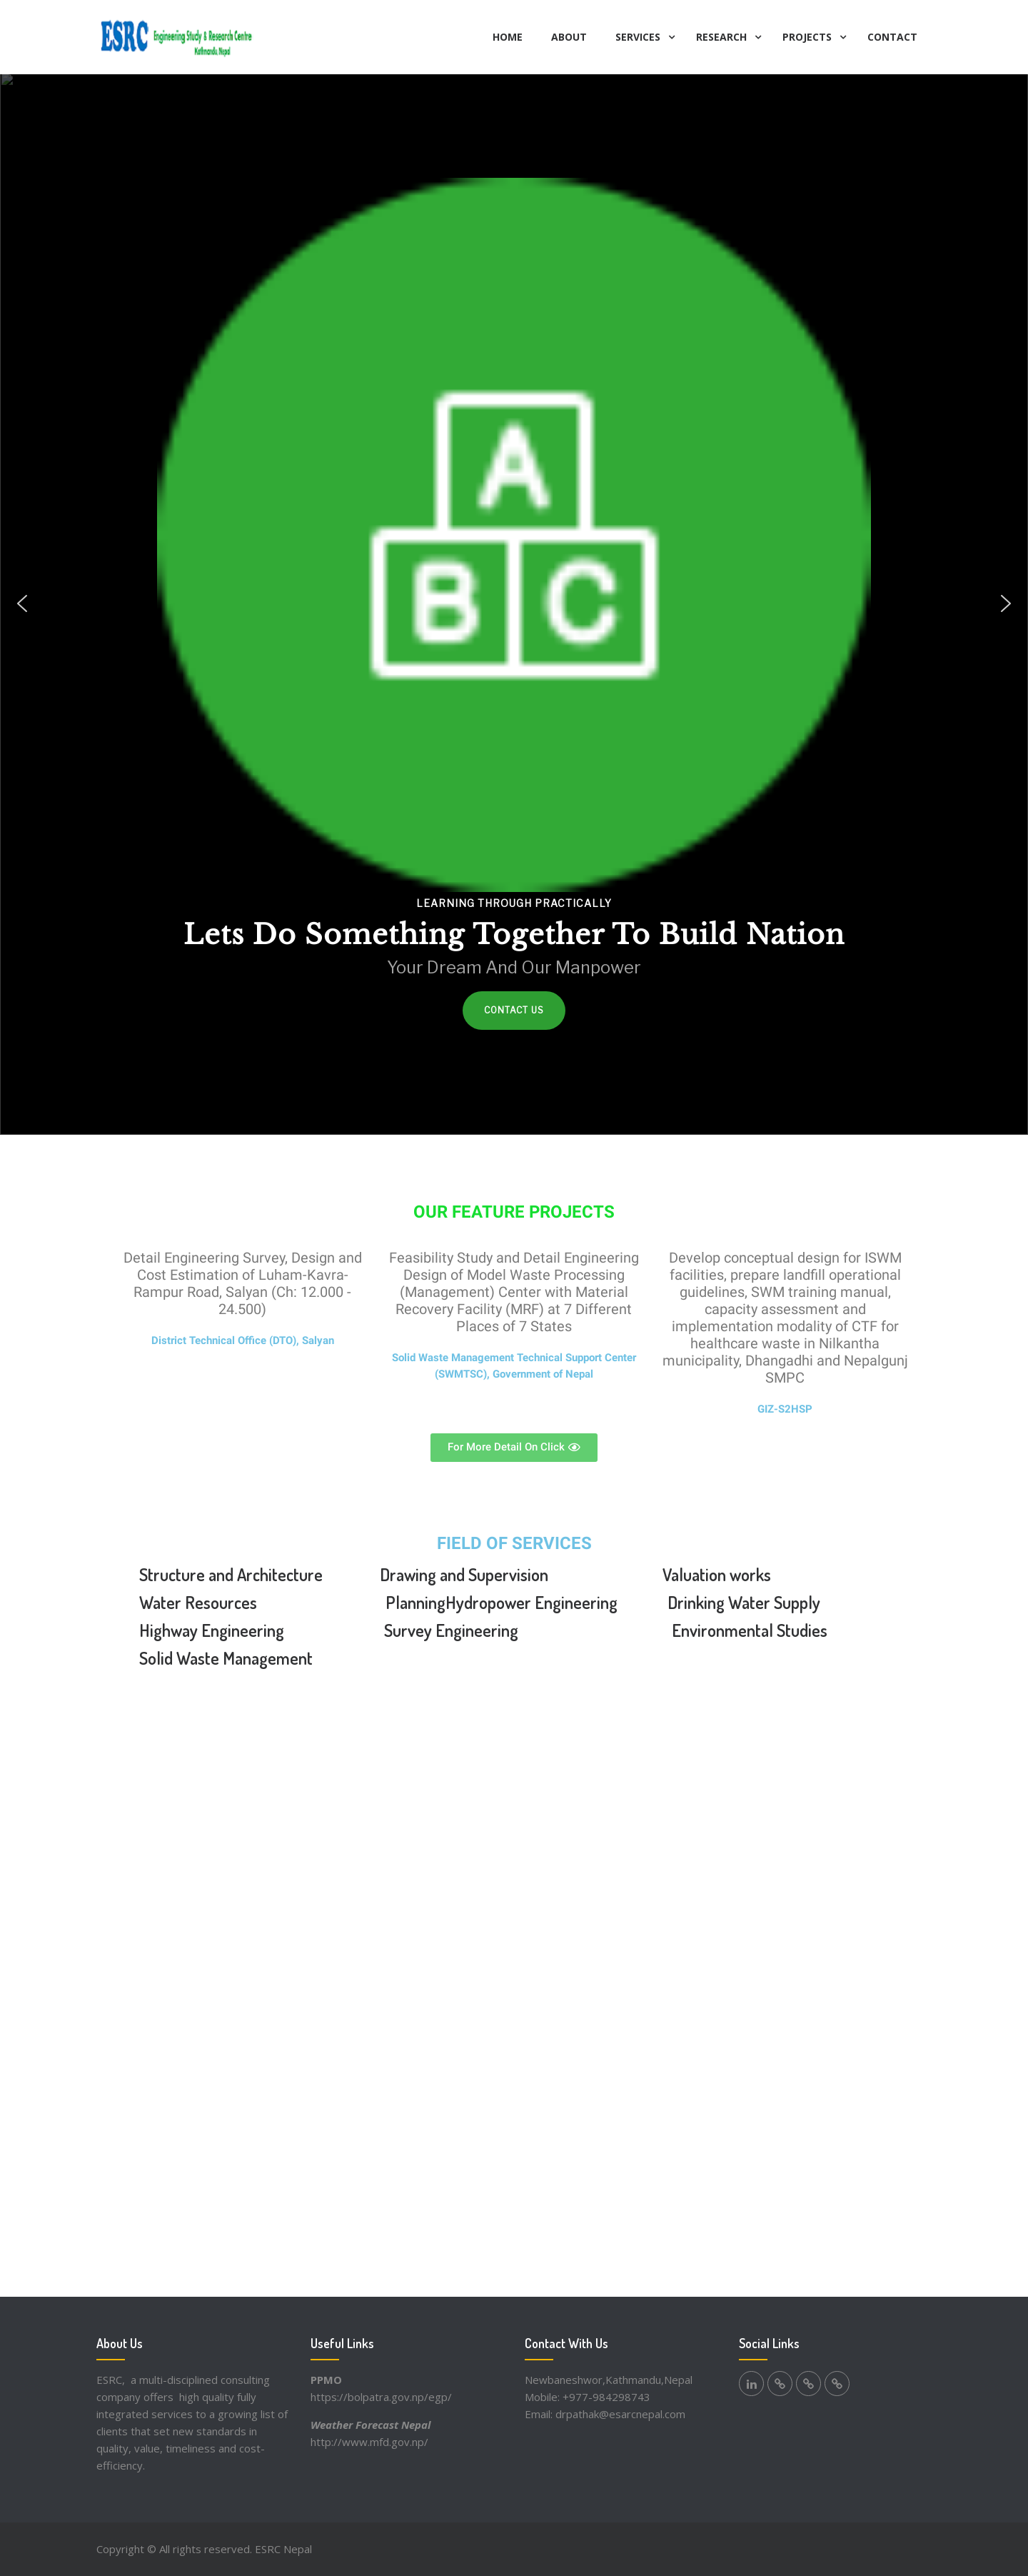 ESRC Engineering Study & Research Centre
Kathmandu Nepal
HOME ABOUT SERVICES RESEARCH PROJECTS CONTACT
A
B C
LEARNING THROUGH PRACTICALLY
Lets Do Something Together To Build Nation
Your Dream And Our Manpower
CONTACT US
OUR FEATURE PROJECTS
Detail Engineering Survey, Design and
Cost Estimation of Luham-Kavra-
Rampur Road, Salyan (Ch: 12.000 -
24.500)
District Technical Office (DTO), Salyan
Feasibility Study and Detail Engineering
Design of Model Waste Processing
(Management) Center with Material
Recovery Facility (MRF) at 7 Different
Places of 7 States
Solid Waste Management Technical Support Center
(SWMTSC), Government of Nepal
Develop conceptual design for ISWM
facilities, prepare landfill operational
guidelines, SWM training manual,
capacity assessment and
implementation modality of CTF for
healthcare waste in Nilkantha
municipality, Dhangadhi and Nepalgunj
SMPC
GIZ-S2HSP
For More Detail On Click
FIELD OF SERVICES
Structure and Architecture Drawing and Supervision Valuation works
Water Resources PlanningHydropower Engineering Drinking Water Supply
Highway Engineering Survey Engineering Environmental Studies
Solid Waste Management
About Us
ESRC, a multi-disciplined consulting
company offers high quality fully
integrated services to a growing list of
clients that set new standards in
quality, value, timeliness and cost-
efficiency.
Useful Links
PPMO
https://bolpatra.gov.np/egp/
Weather Forecast Nepal
http://www.mfd.gov.np/
Contact With Us
Newbaneshwor,Kathmandu,Nepal
Mobile: +977-984298743
Email: drpathak@esarcnepal.com
Social Links
Copyright © All rights reserved. ESRC Nepal